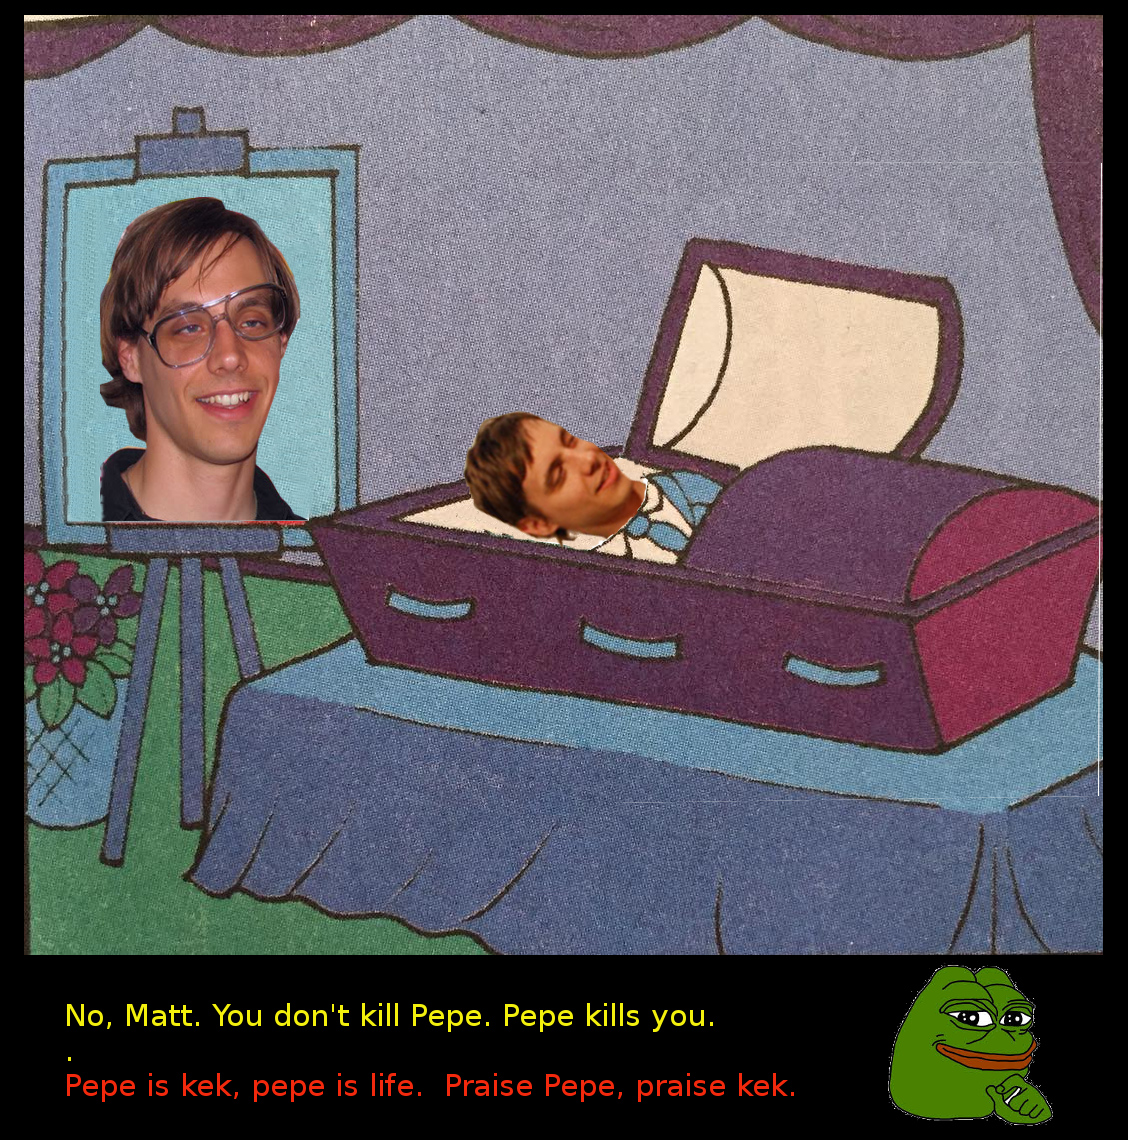 No, Matt. You don't kill Pepe. Pepe kills you.
.
Pepe is kek, pepe is life.  Praise Pepe, praise kek.